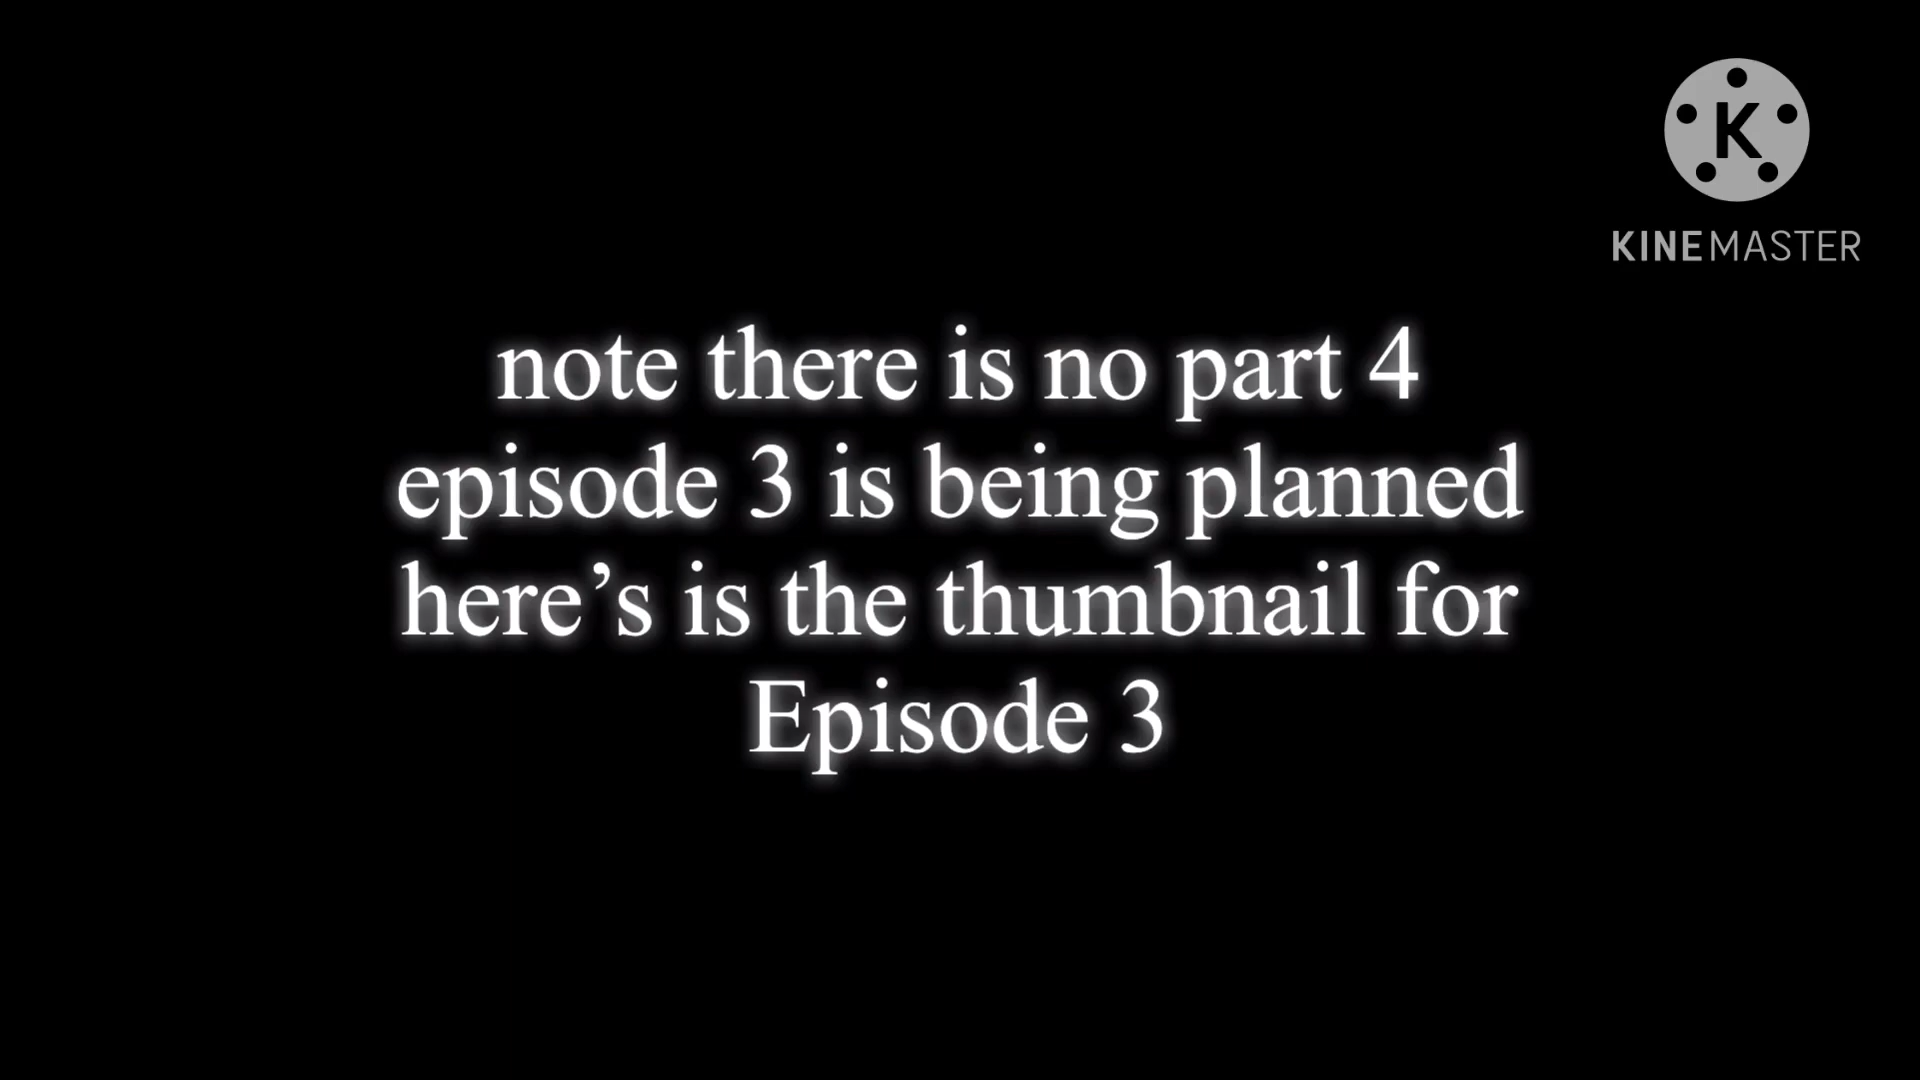 K
KINEMASTER
note there is no part 4
episode 3 is being planned
here’s is the thumbnail for
Episode 3